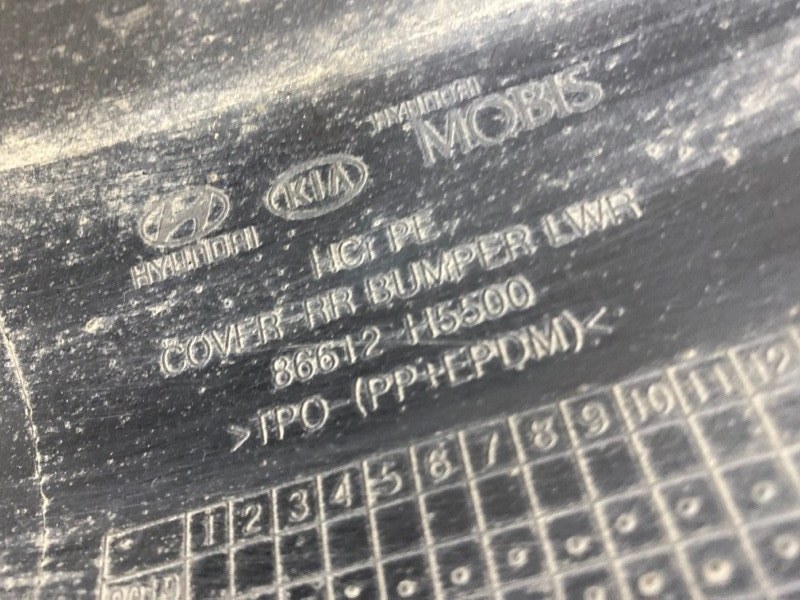 HYUNDAI
MOBIS
KIA
HYUNDAI
HCr PE
COVER-RR BUMPER LWR
86612-H5500
>TPO-(PP+EPDM)<
1 2 3 4 5 6 7 8 9 10 11 12